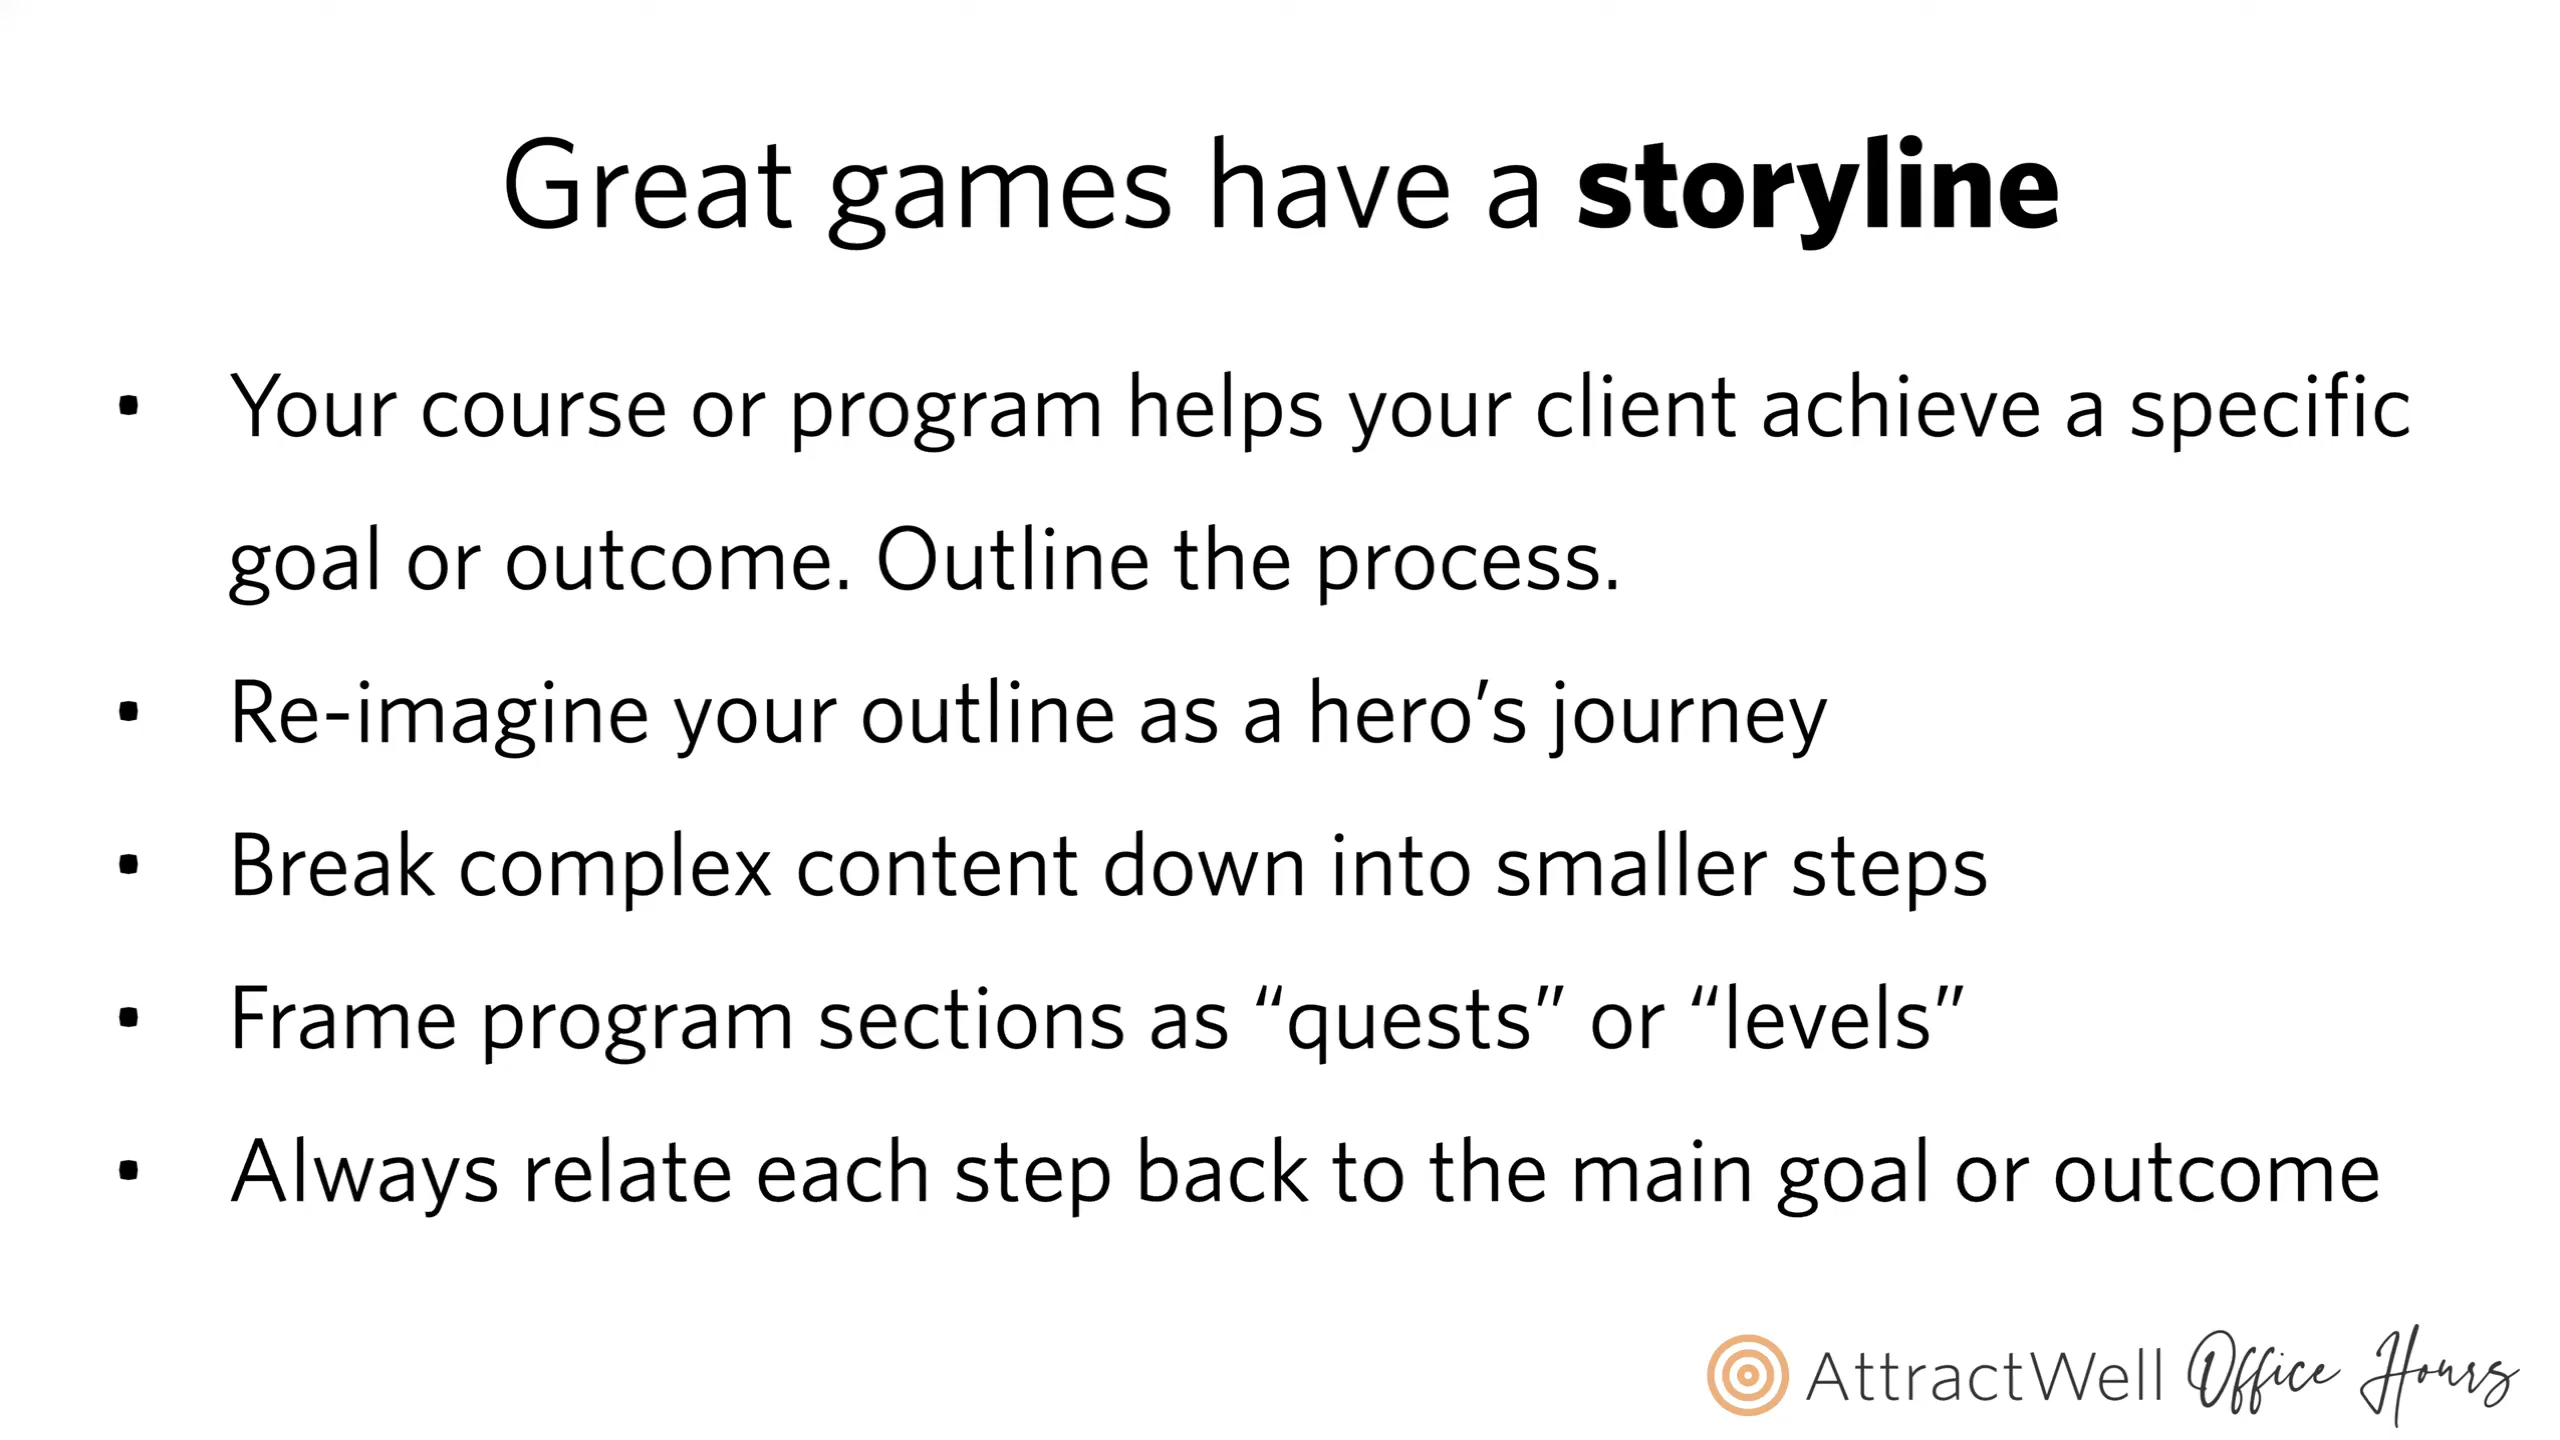 Great games have a storyline
• Your course or program helps your client achieve a specific
goal or outcome. Outline the process.
• Re-imagine your outline as a hero’s journey
• Break complex content down into smaller steps
• Frame program sections as “quests” or “levels”
• Always relate each step back to the main goal or outcome
AttractWell Office Hours